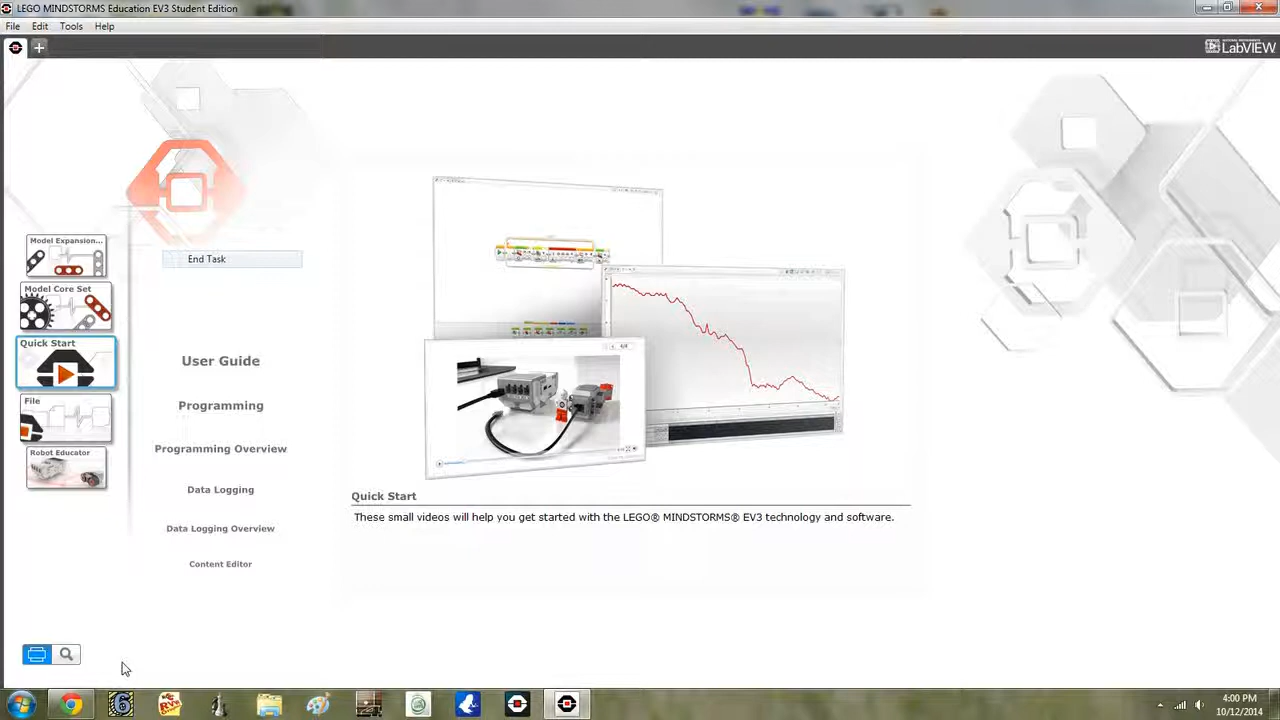 LEGO MINDSTORMS Education EV3 Student Edition
File Edit Tools Help
LabVIEW
Model Expansion...
Model Core Set
Quick Start
File
Robot Educator
End Task
User Guide
Programming
Programming Overview
Data Logging
Data Logging Overview
Content Editor
Quick Start
These small videos will help you get started with the LEGO® MINDSTORMS® EV3 technology and software.
4:00 PM
10/12/2014